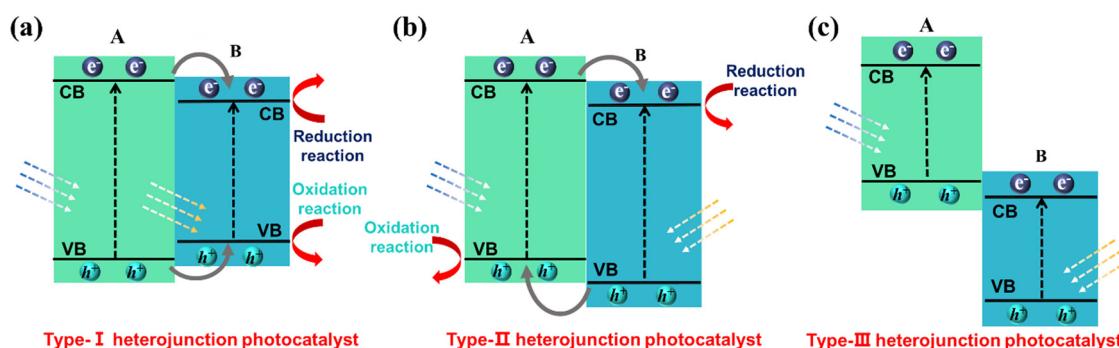 (a)
A
B
e⁻ e⁻
e⁻ e⁻
CB
CB
Reduction
reaction
Oxidation
reaction
VB
VB
h⁺ h⁺
h⁺ h⁺
Type-Ⅰ heterojunction photocatalyst
(b)
A
B
e⁻ e⁻
e⁻ e⁻
CB
CB
Reduction
reaction
Oxidation
reaction
VB
VB
h⁺ h⁺
h⁺ h⁺
Type-Ⅱ heterojunction photocatalyst
(c)
A
e⁻ e⁻
CB
VB
h⁺ h⁺
B
e⁻ e⁻
CB
VB
h⁺ h⁺
Type-Ⅲ heterojunction photocatalyst